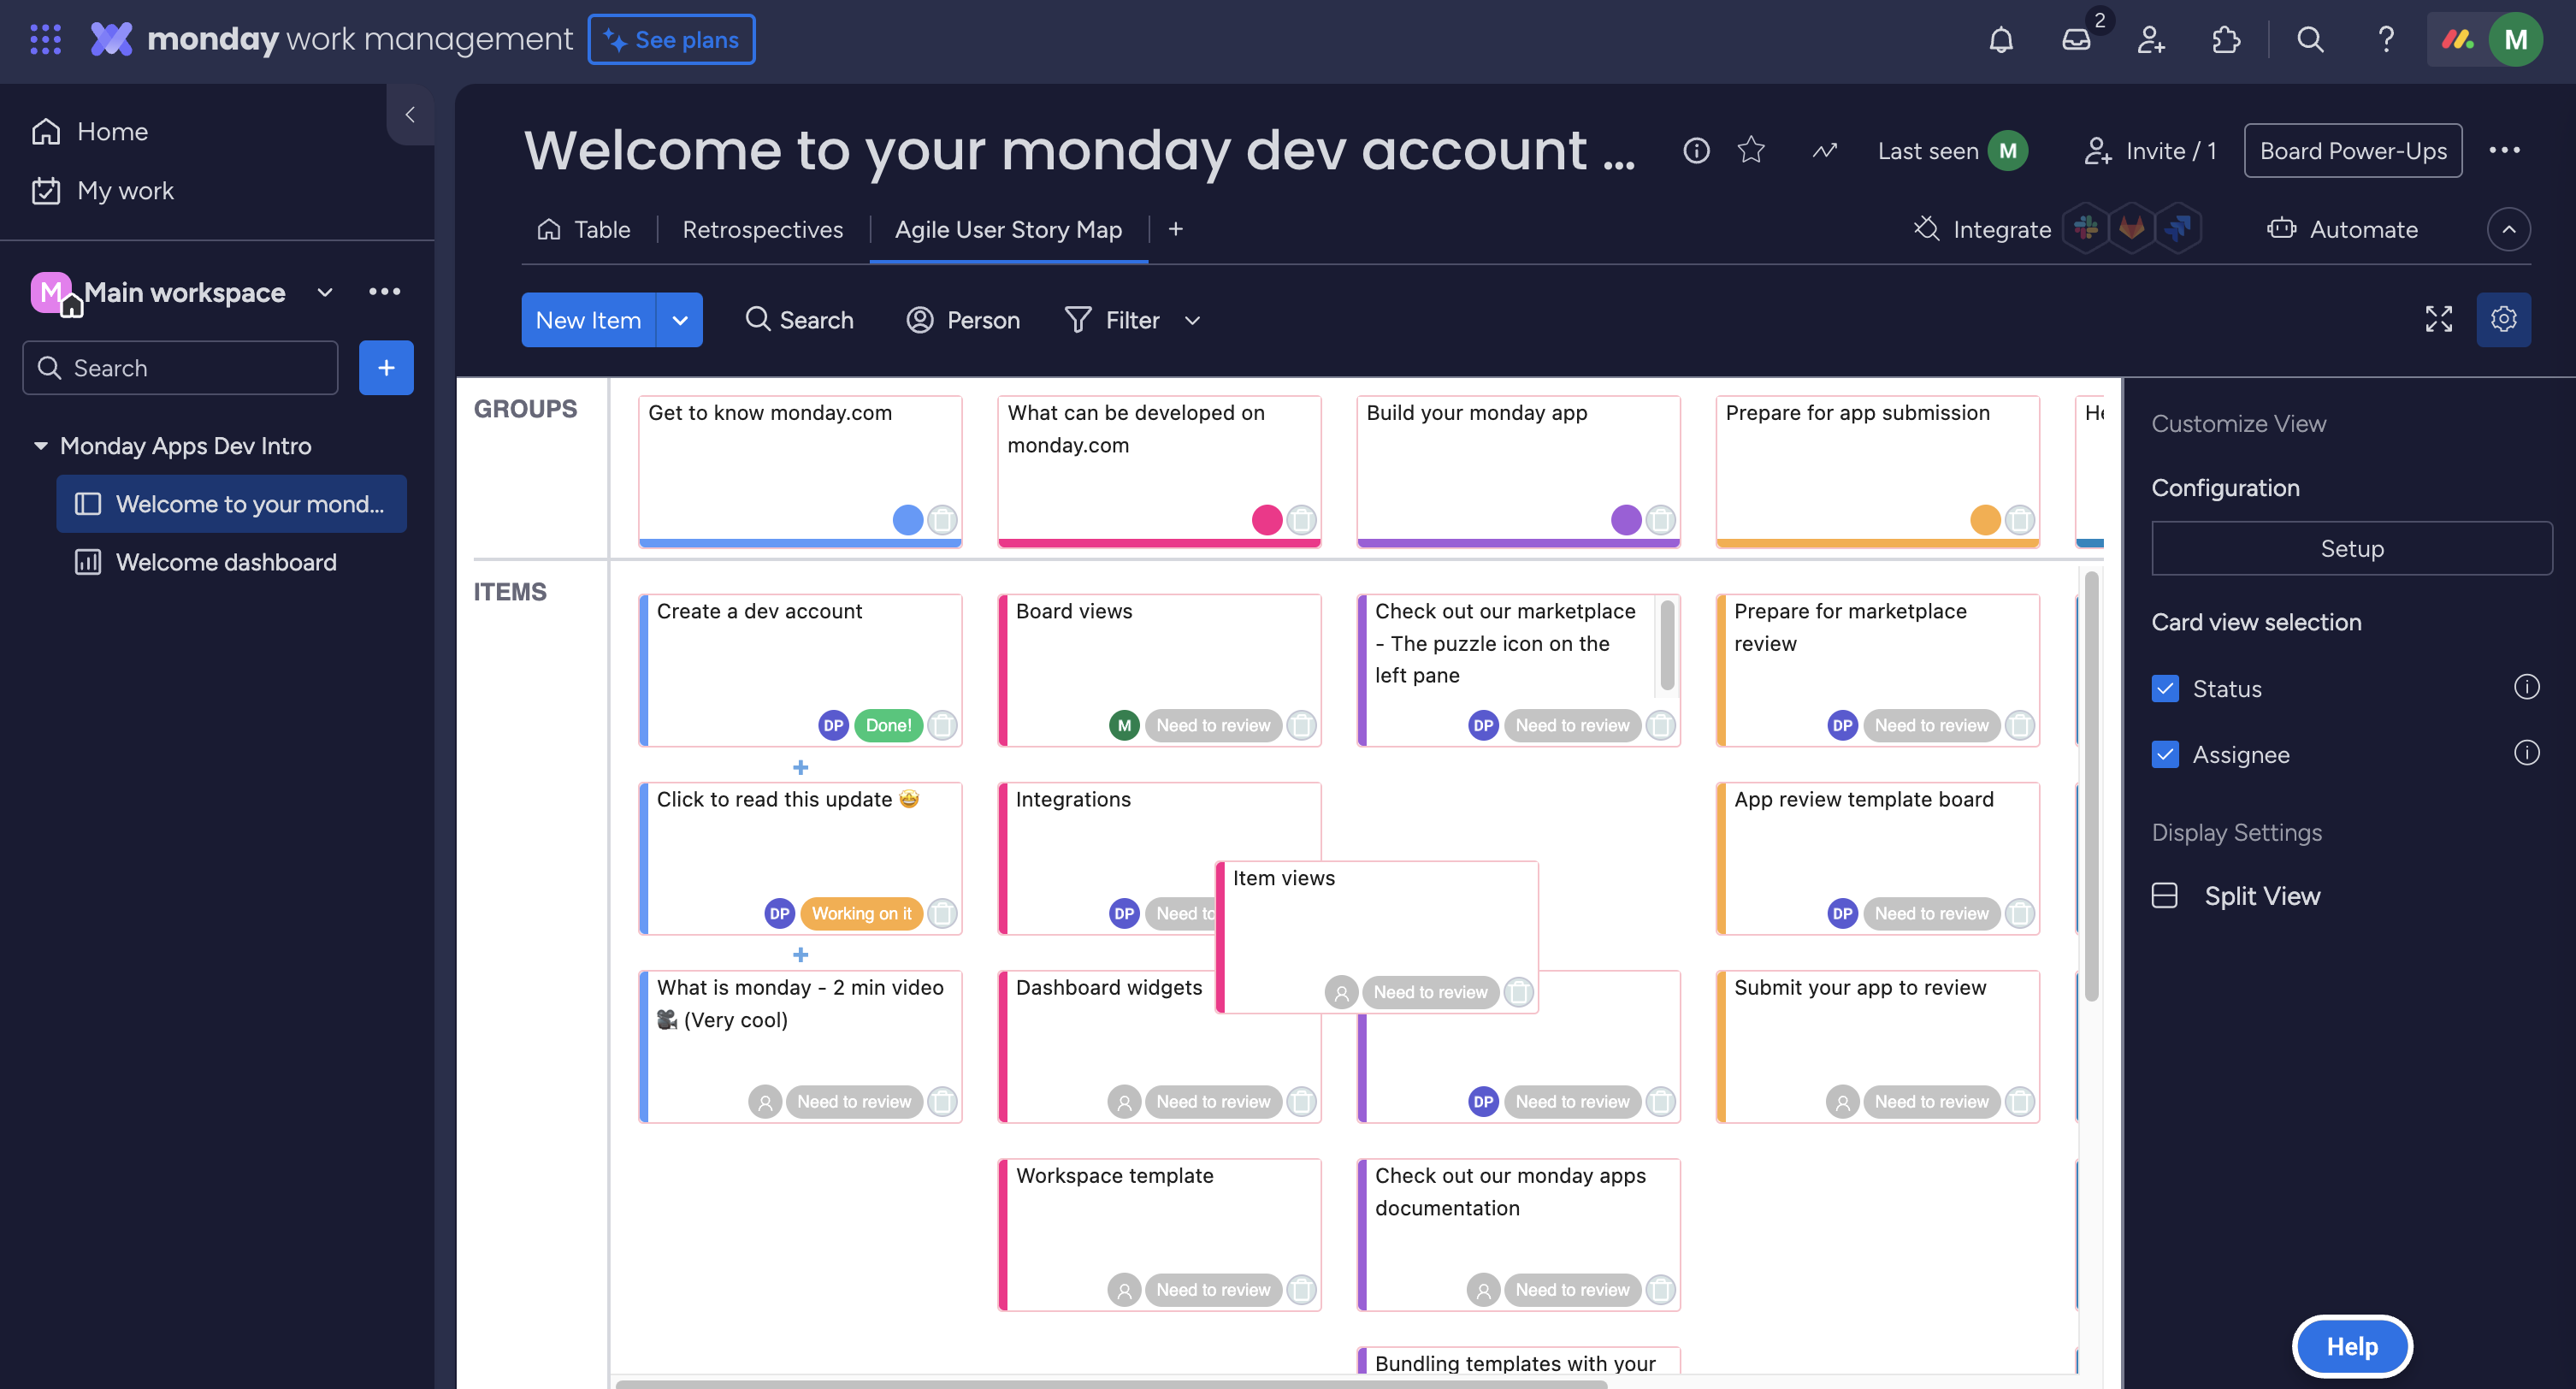 monday work management
See plans
2
M
Home
My work
M Main workspace
Search
Monday Apps Dev Intro
Welcome to your mond...
Welcome dashboard
Welcome to your monday dev account ...
Last seen M
Invite / 1
Board Power-Ups
Table
Retrospectives
Agile User Story Map
Integrate
Automate
New Item
Search
Person
Filter
GROUPS
Get to know monday.com
What can be developed on
monday.com
Build your monday app
Prepare for app submission
He
ITEMS
Create a dev account
DP Done!
Board views
M Need to review
Check out our marketplace
- The puzzle icon on the
left pane
DP Need to review
Prepare for marketplace
review
DP Need to review
Click to read this update 🤩
DP Working on it
Integrations
DP Need to
Item views
Need to review
App review template board
DP Need to review
What is monday - 2 min video
🎥 (Very cool)
Need to review
Dashboard widgets
Need to review
DP Need to review
Submit your app to review
Need to review
Workspace template
Need to review
Check out our monday apps
documentation
Need to review
Bundling templates with your
Customize View
Configuration
Setup
Card view selection
Status
Assignee
Display Settings
Split View
Help